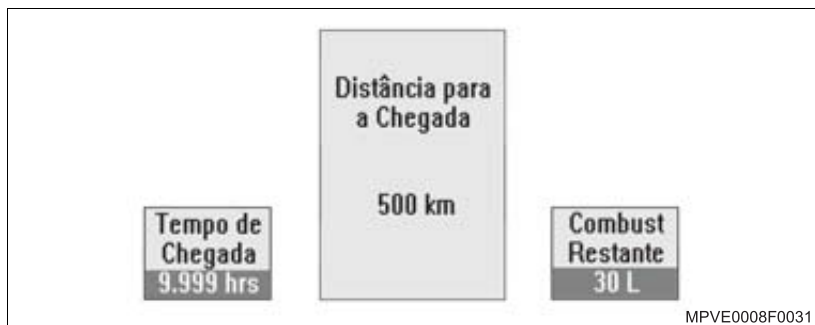 Distância para
a Chegada
500 km
Tempo de
Chegada
9.999 hrs
Combust
Restante
30 L
MPVE0008F0031